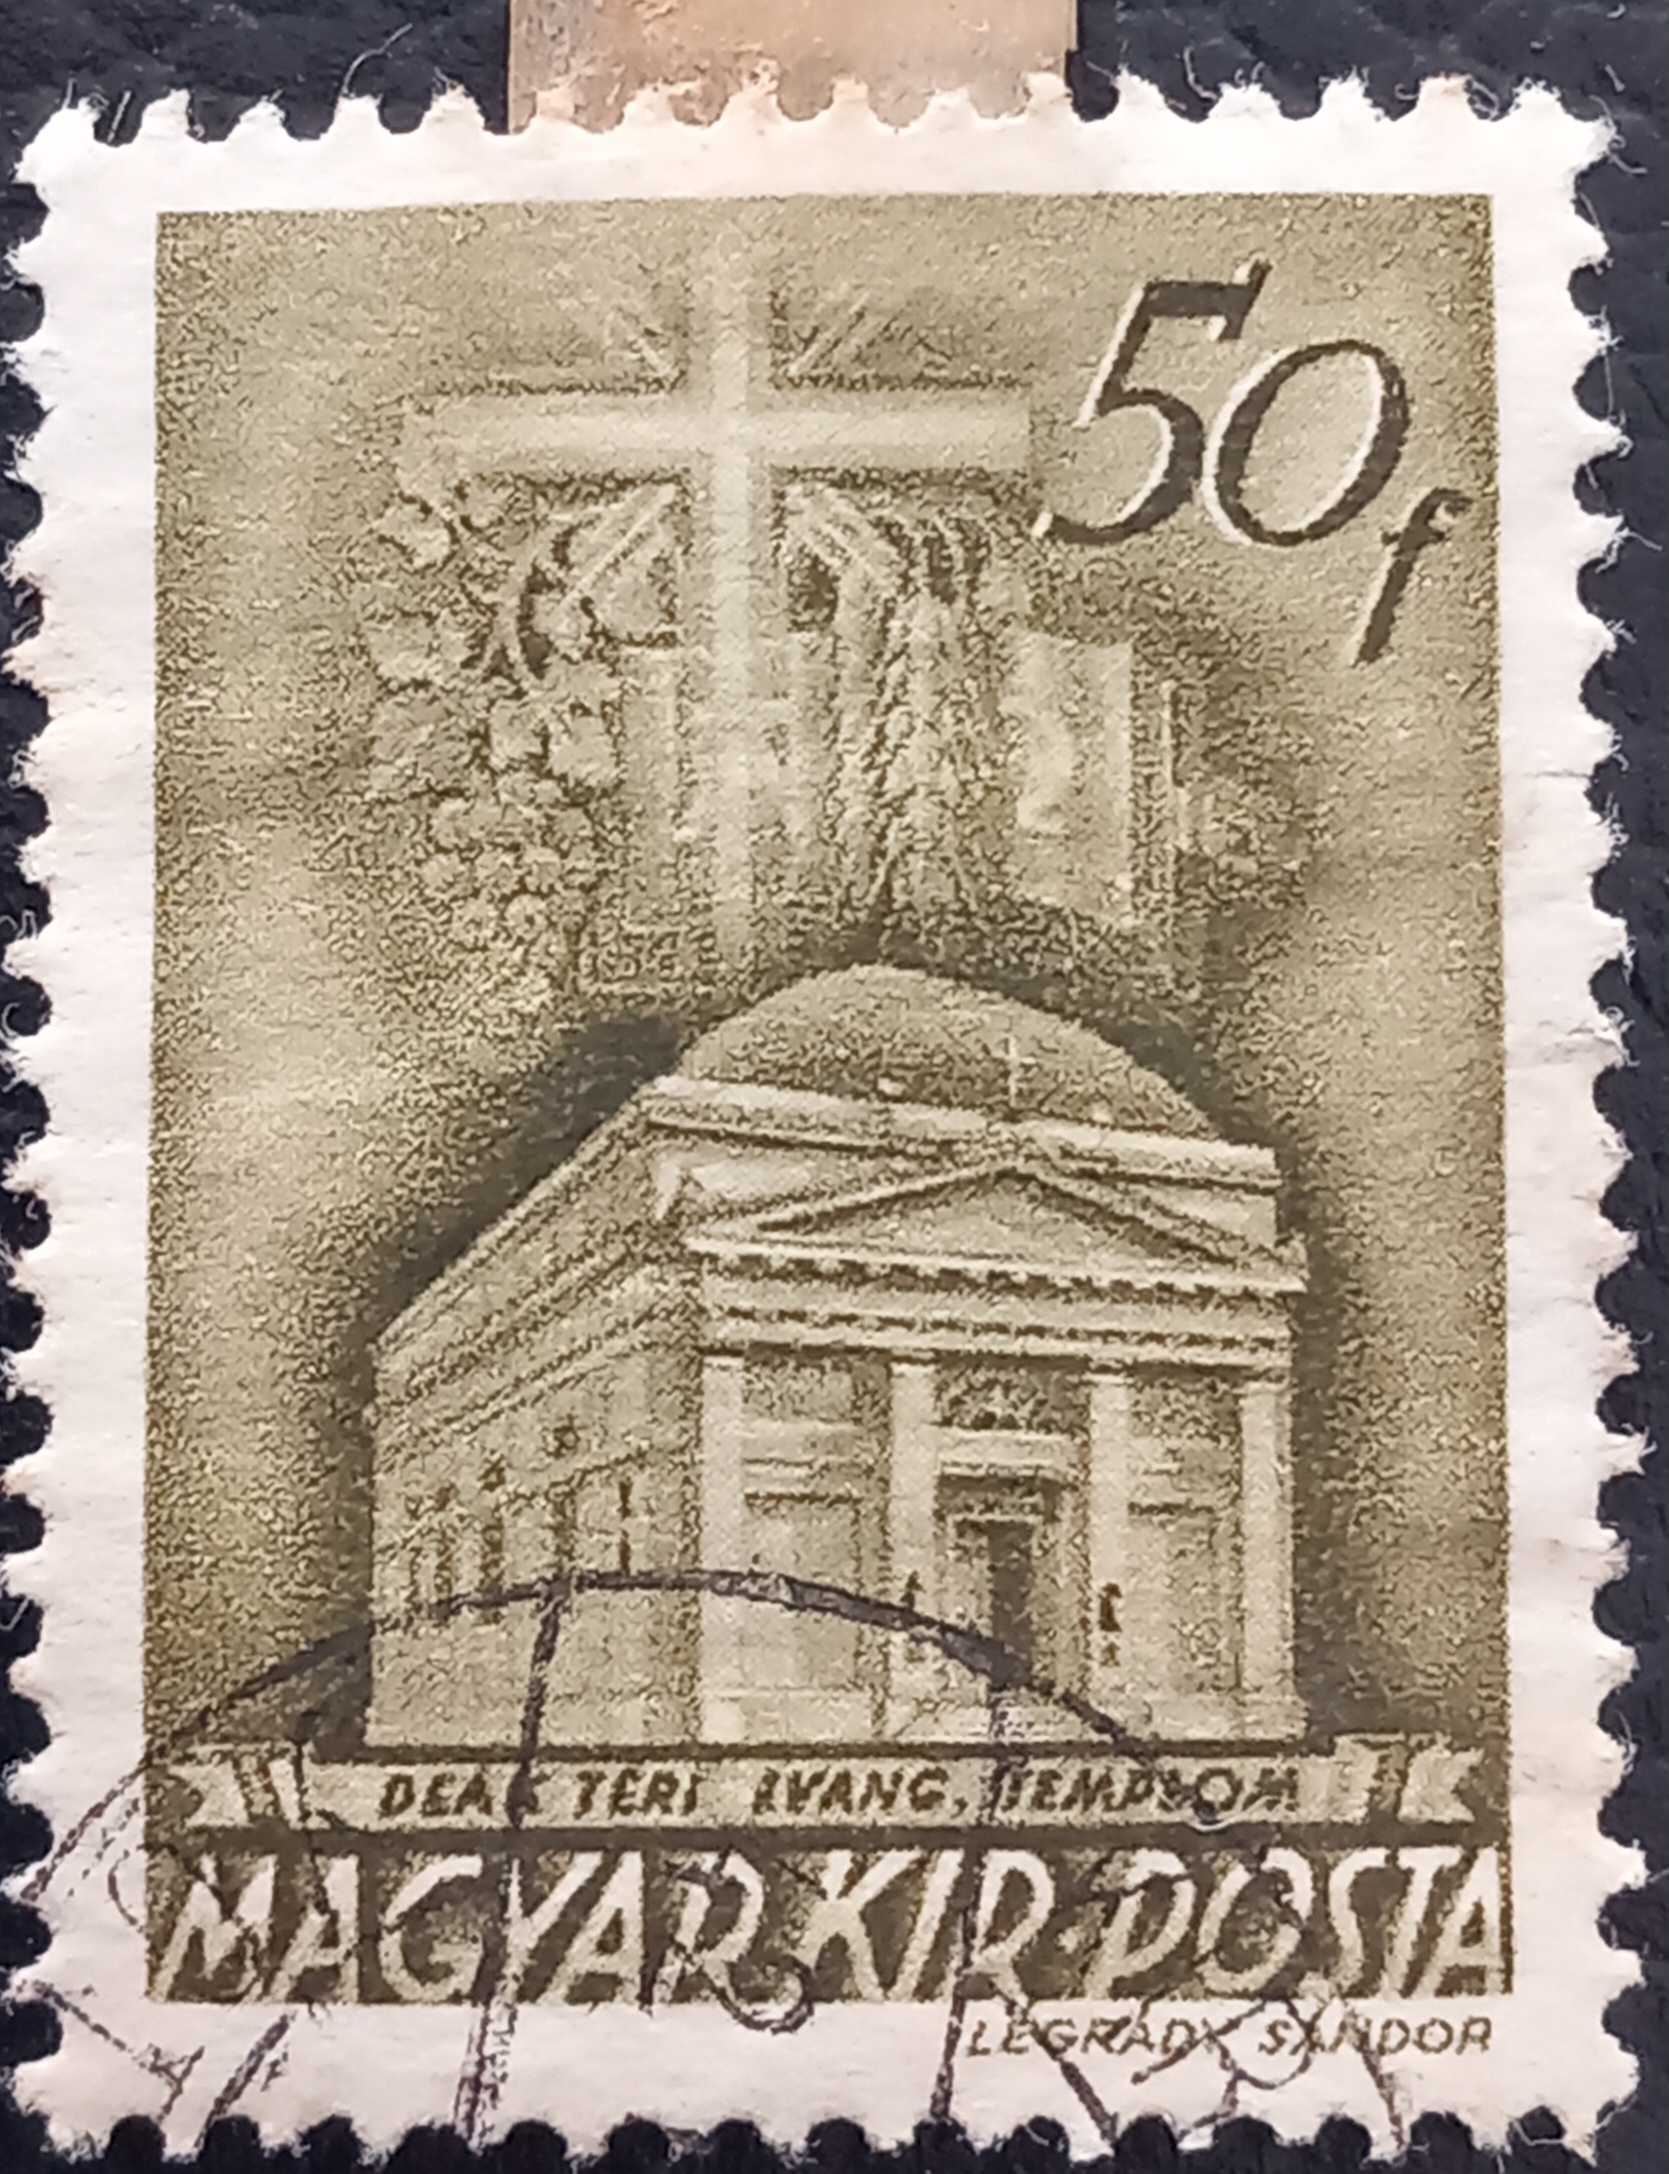 50f
DEAK TERI EVANG. TEMPLOM
MAGYAR·KIR·POSTA
LEGRÁDY SÁNDOR